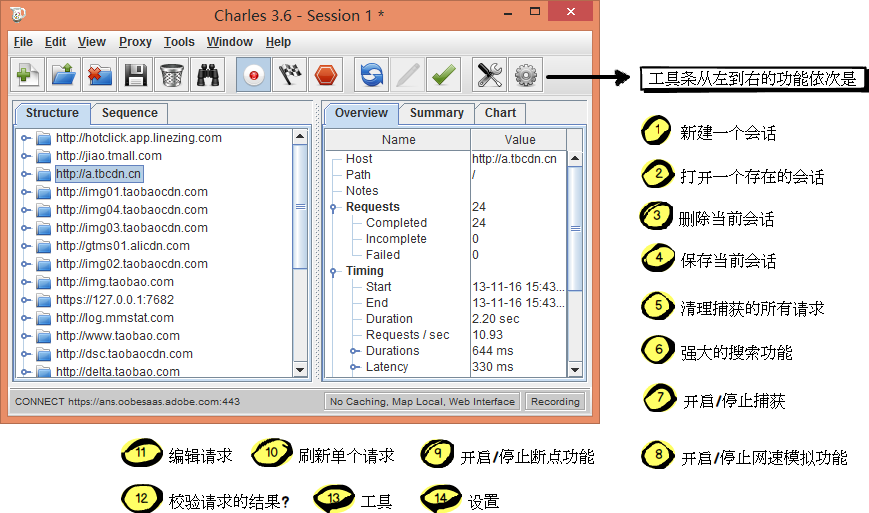 Charles 3.6 - Session 1 *
File Edit View Proxy Tools Window Help
工具条从左到右的功能依次是
Structure Sequence
http://hotclick.app.linezing.com
http://jiao.tmall.com
http://a.tbcdn.cn
http://img01.taobaocdn.com
http://img04.taobaocdn.com
http://img03.taobaocdn.com
http://gtms01.alicdn.com
http://img02.taobaocdn.com
http://img.taobao.com
https://127.0.0.1:7682
http://log.mmstat.com
http://www.taobao.com
http://dsc.taobaocdn.com
http://delta.taobao.com
Overview Summary Chart
Name Value
Host http://a.tbcdn.cn
Path /
Notes
Requests 24
Completed 24
Incomplete 0
Failed 0
Timing
Start 13-11-16 15:43...
End 13-11-16 15:43...
Duration 2.20 sec
Requests / sec 10.93
Durations 644 ms
Latency 330 ms
CONNECT https://ans.oobesaas.adobe.com:443
No Caching, Map Local, Web Interface
Recording
1 新建一个会话
2 打开一个存在的会话
3 删除当前会话
4 保存当前会话
5 清理捕获的所有请求
6 强大的搜索功能
7 开启/停止捕获
8 开启/停止网速模拟功能
11 编辑请求 10 刷新单个请求 9 开启/停止断点功能
12 校验请求的结果? 13 工具 14 设置